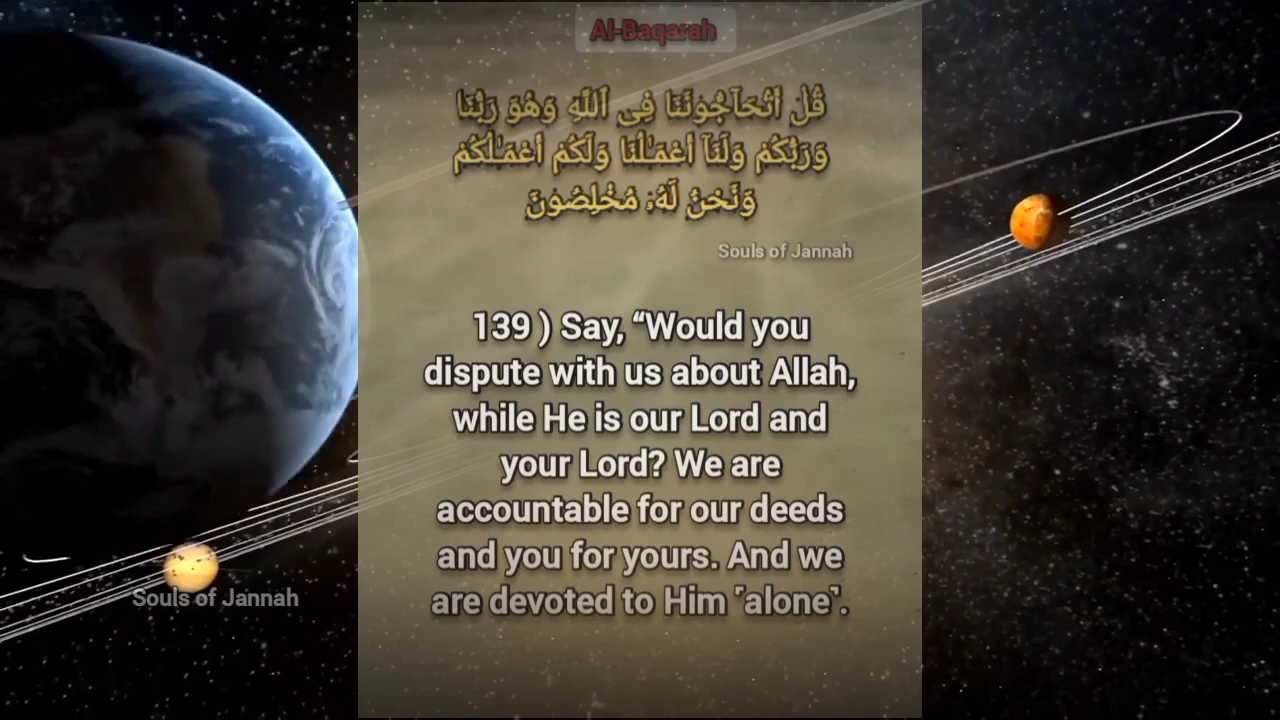 Al-Baqarah
قُلْ أَتُحَآجُّونَنَا فِى ٱللَّهِ وَهُوَ رَبُّنَا
وَرَبُّكُمْ وَلَنَآ أَعْمَـٰلُنَا وَلَكُمْ أَعْمَـٰلُكُمْ
وَنَحْنُ لَهُۥ مُخْلِصُونَ
Souls of Jannah
139 ) Say, “Would you
dispute with us about Allah,
while He is our Lord and
your Lord? We are
accountable for our deeds
and you for yours. And we
are devoted to Him ˹alone˺.
Souls of Jannah